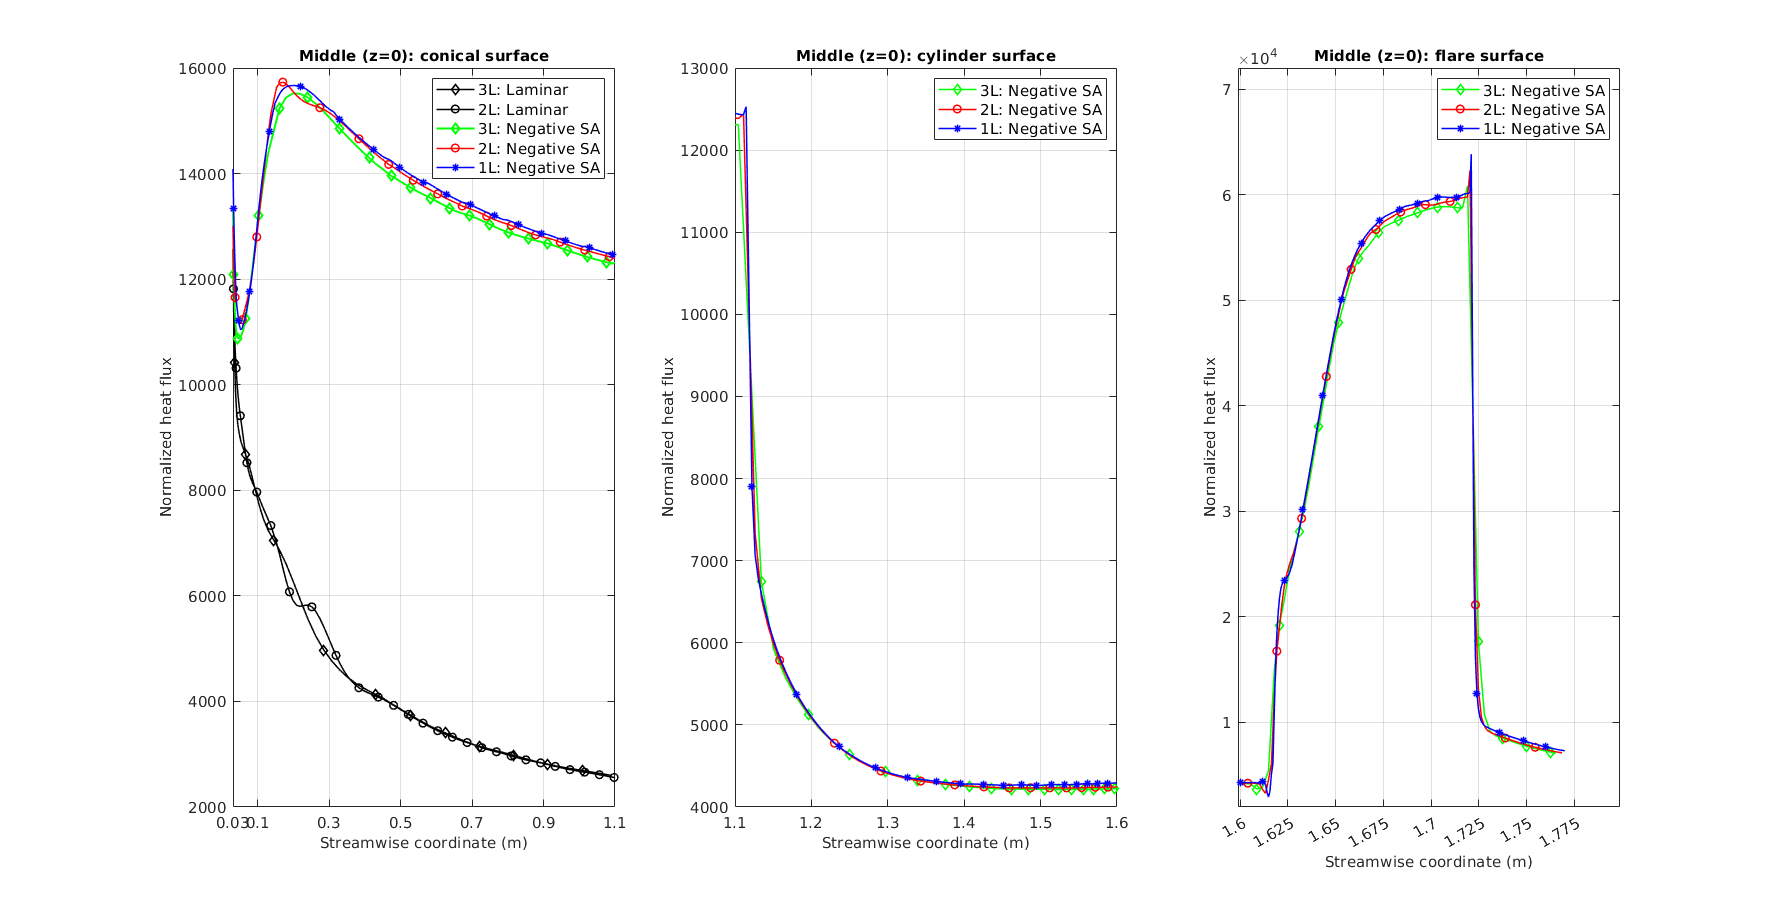 Middle (z=0): conical surface
16000
14000
12000
10000
8000
6000
4000
2000
Normalized heat flux
3L: Laminar
2L: Laminar
3L: Negative SA
2L: Negative SA
1L: Negative SA
0.03 0.1 0.3 0.5 0.7 0.9 1.1
Streamwise coordinate (m)
Middle (z=0): cylinder surface
13000
12000
11000
10000
9000
8000
7000
6000
5000
4000
Normalized heat flux
3L: Negative SA
2L: Negative SA
1L: Negative SA
1.1 1.2 1.3 1.4 1.5 1.6
Streamwise coordinate (m)
×10⁴
Middle (z=0): flare surface
7
6
5
4
3
2
1
Normalized heat flux
3L: Negative SA
2L: Negative SA
1L: Negative SA
1.6 1.625 1.65 1.675 1.7 1.725 1.75 1.775
Streamwise coordinate (m)